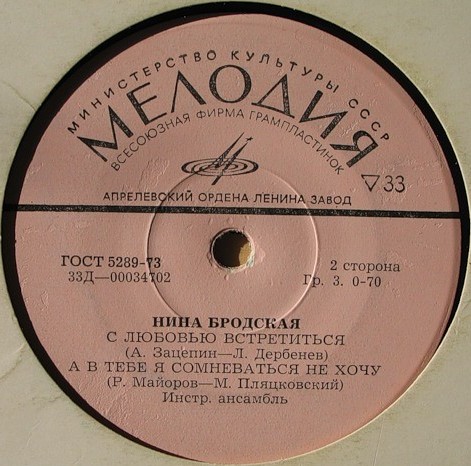 МИНИСТЕРСТВО КУЛЬТУРЫ СССР
МЕЛОДИЯ
ВСЕСОЮЗНАЯ ФИРМА ГРАМПЛАСТИНОК
▽33
АПРЕЛЕВСКИЙ ОРДЕНА ЛЕНИНА ЗАВОД
ГОСТ 5289-73
33Д—00034702
2 сторона
Гр. 3. 0-70
НИНА БРОДСКАЯ
С ЛЮБОВЬЮ ВСТРЕТИТЬСЯ
(А. Зацепин—Л. Дербенев)
А В ТЕБЕ Я СОМНЕВАТЬСЯ НЕ ХОЧУ
(Р. Майоров—М. Пляцковский)
Инстр. ансамбль